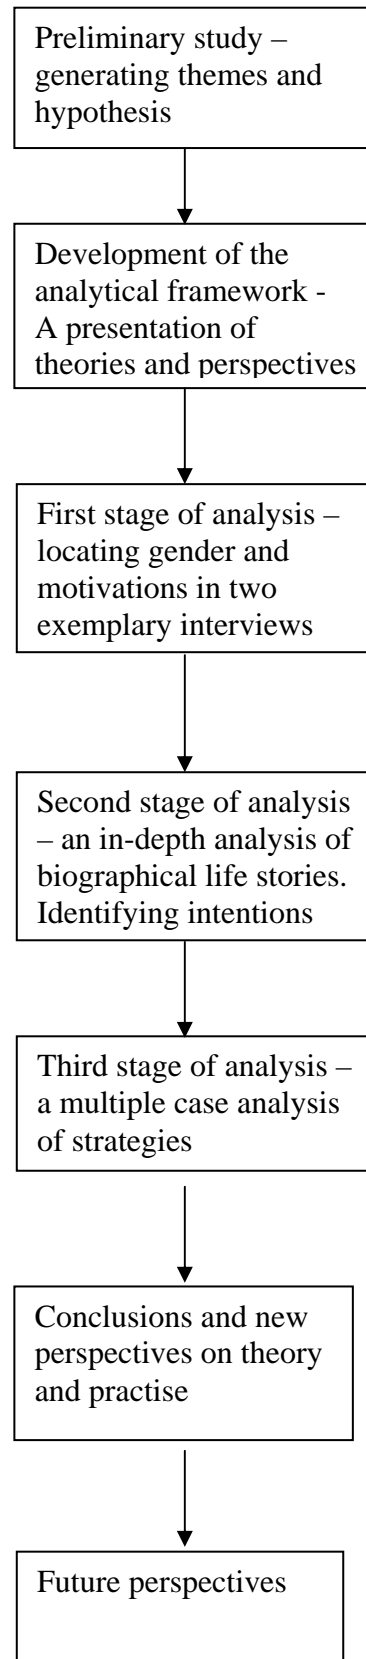 Preliminary study –
generating themes and
hypothesis
Development of the
analytical framework -
A presentation of
theories and perspectives
First stage of analysis –
locating gender and
motivations in two
exemplary interviews
Second stage of analysis
– an in-depth analysis of
biographical life stories.
Identifying intentions
Third stage of analysis –
a multiple case analysis
of strategies
Conclusions and new
perspectives on theory
and practise
Future perspectives